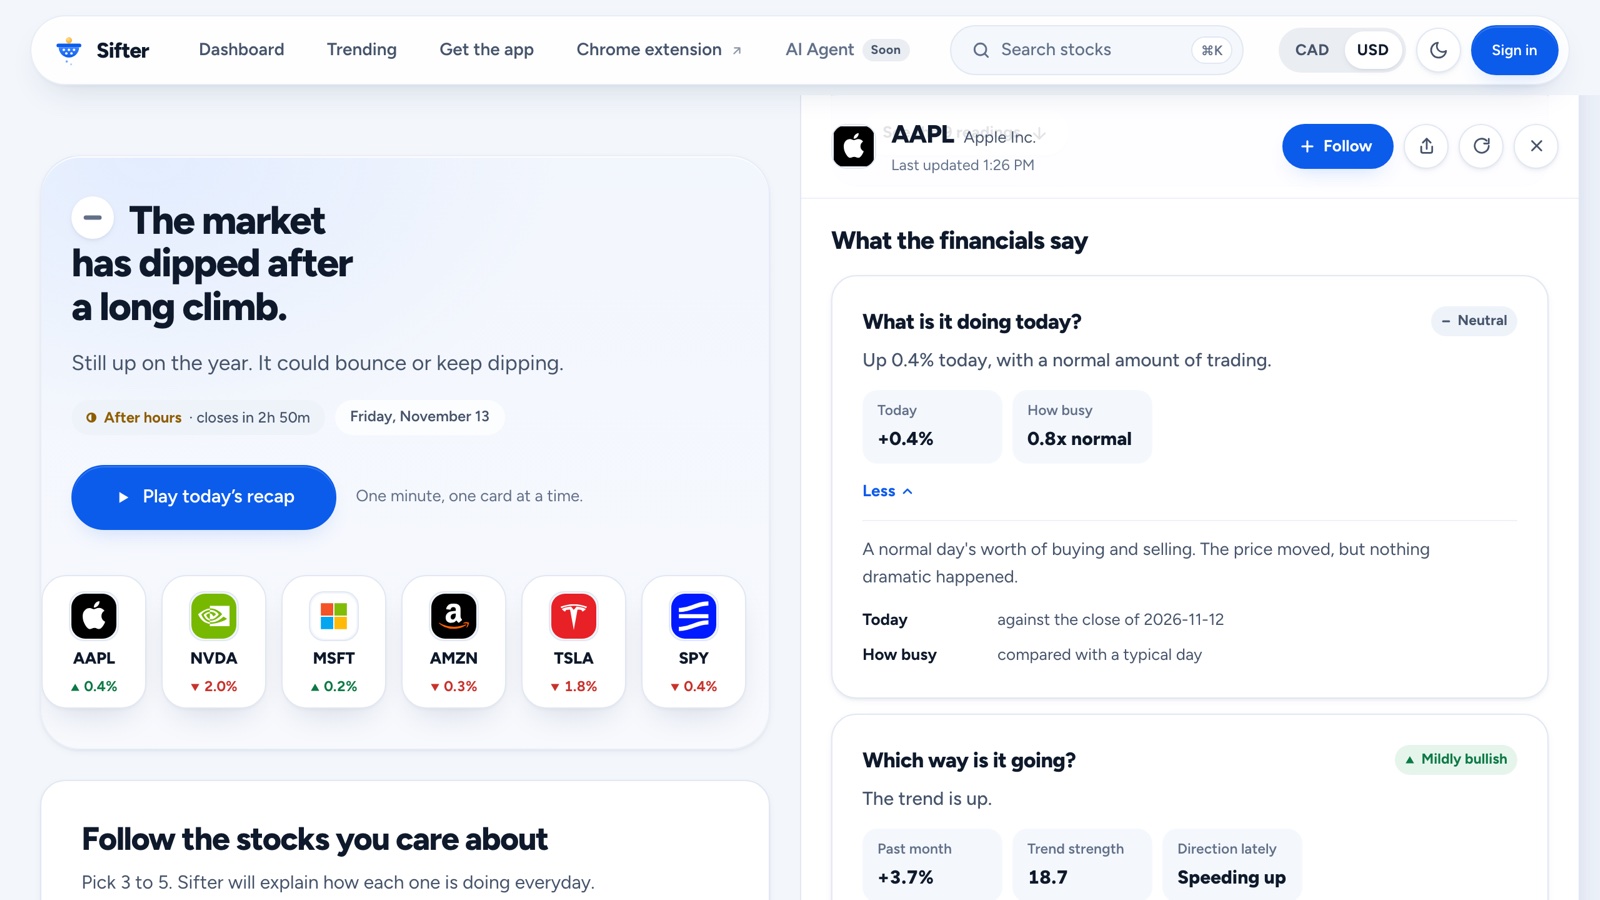 Sifter
Dashboard
Trending
Get the app
Chrome extension ↗
AI Agent Soon
Search stocks ⌘K
CAD USD
Sign in
The market
has dipped after
a long climb.
Still up on the year. It could bounce or keep dipping.
After hours · closes in 2h 50m
Friday, November 13
Play today’s recap
One minute, one card at a time.
AAPL
▲ 0.4%
NVDA
▼ 2.0%
MSFT
▲ 0.2%
AMZN
▼ 0.3%
TSLA
▼ 1.8%
SPY
▼ 0.4%
Follow the stocks you care about
Pick 3 to 5. Sifter will explain how each one is doing everyday.
AAPL Apple Inc.
Last updated 1:26 PM
+ Follow
What the financials say
What is it doing today?
– Neutral
Up 0.4% today, with a normal amount of trading.
Today
+0.4%
How busy
0.8x normal
Less
A normal day's worth of buying and selling. The price moved, but nothing
dramatic happened.
Today against the close of 2026-11-12
How busy compared with a typical day
Which way is it going?
▲ Mildly bullish
The trend is up.
Past month
+3.7%
Trend strength
18.7
Direction lately
Speeding up